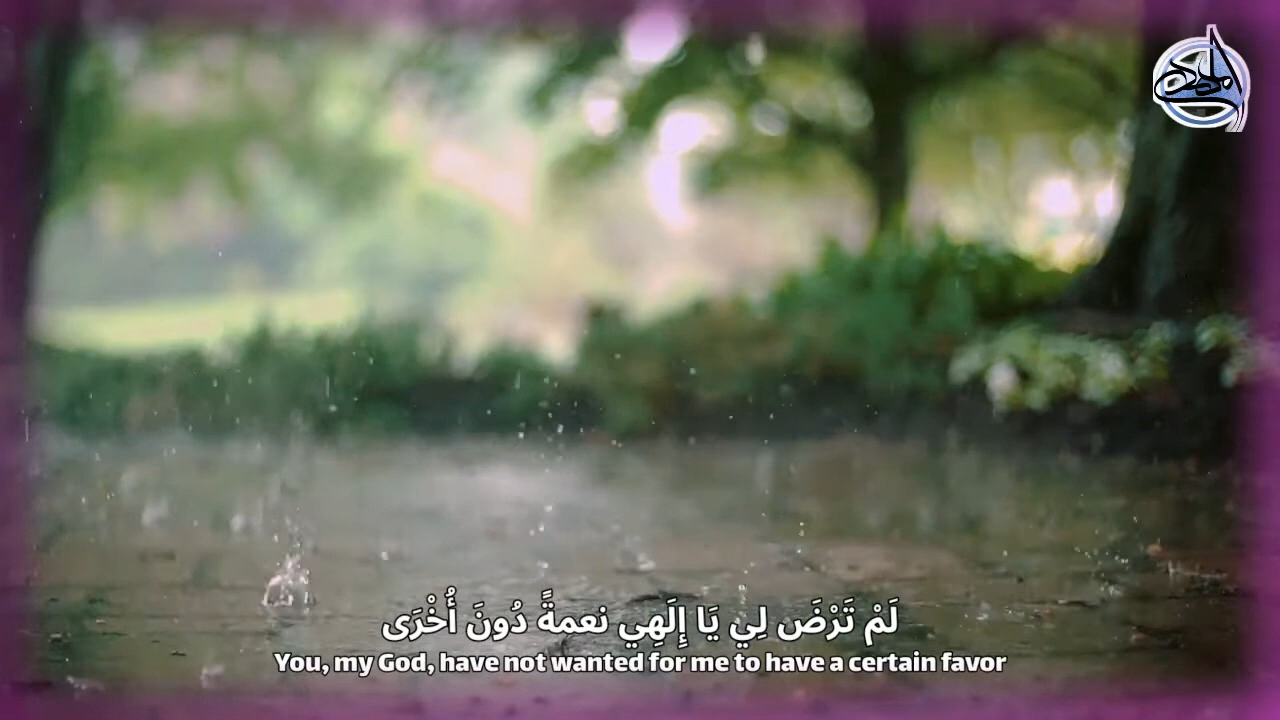 لَمْ تَرْضَ لِي يَا إِلَهِي نعمةً دُونَ أُخْرَى
You, my God, have not wanted for me to have a certain favor